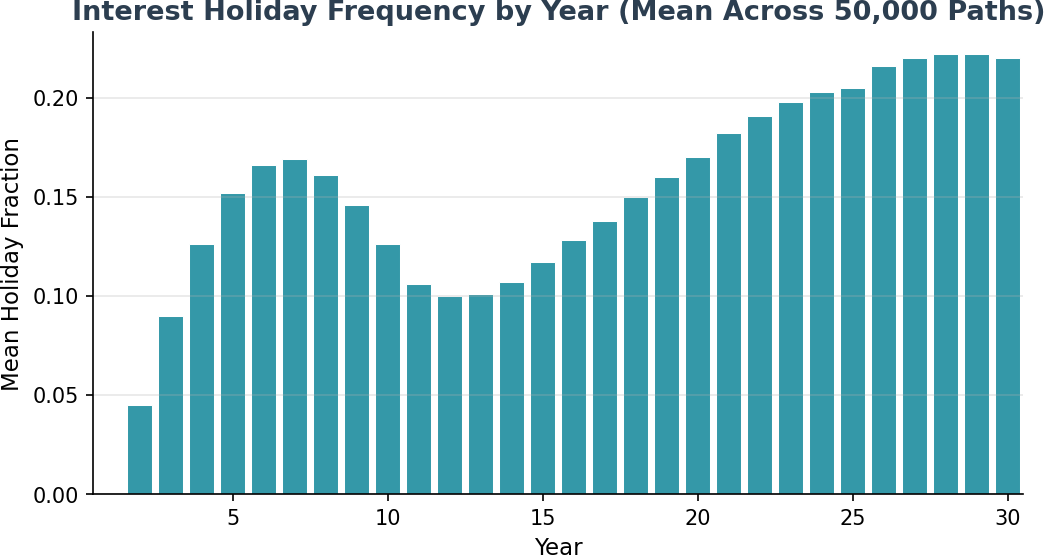 Interest Holiday Frequency by Year (Mean Across 50,000 Paths)
Mean Holiday Fraction
0.20
0.15
0.10
0.05
0.00
5 10 15 20 25 30
Year